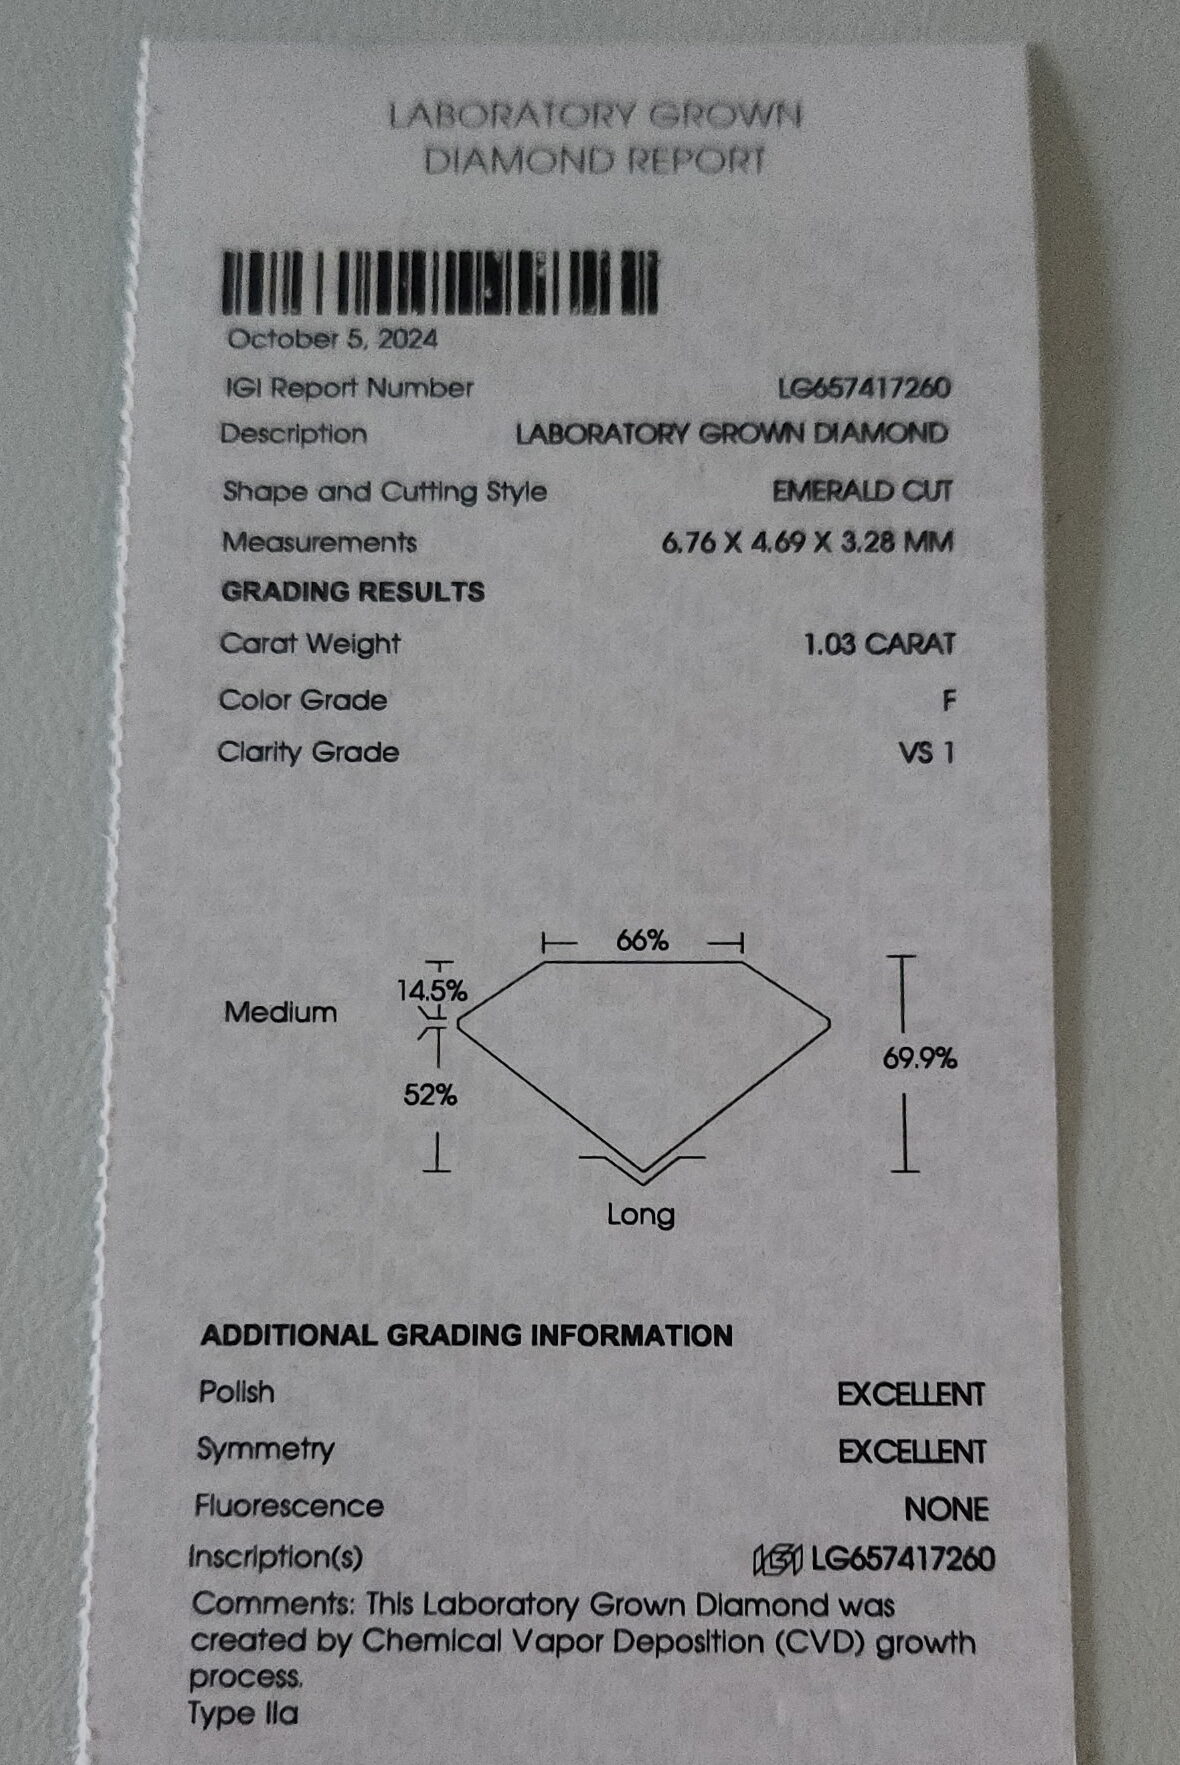 LABORATORY GROWN
DIAMOND REPORT
October 5, 2024
IGI Report Number LG657417260
Description LABORATORY GROWN DIAMOND
Shape and Cutting Style EMERALD CUT
Measurements 6.76 X 4.69 X 3.28 MM
GRADING RESULTS
Carat Weight 1.03 CARAT
Color Grade F
Clarity Grade VS 1
66%
14.5%
Medium
69.9%
52%
Long
ADDITIONAL GRADING INFORMATION
Polish EXCELLENT
Symmetry EXCELLENT
Fluorescence NONE
Inscription(s) IGI LG657417260
Comments: This Laboratory Grown Diamond was
created by Chemical Vapor Deposition (CVD) growth
process.
Type IIa